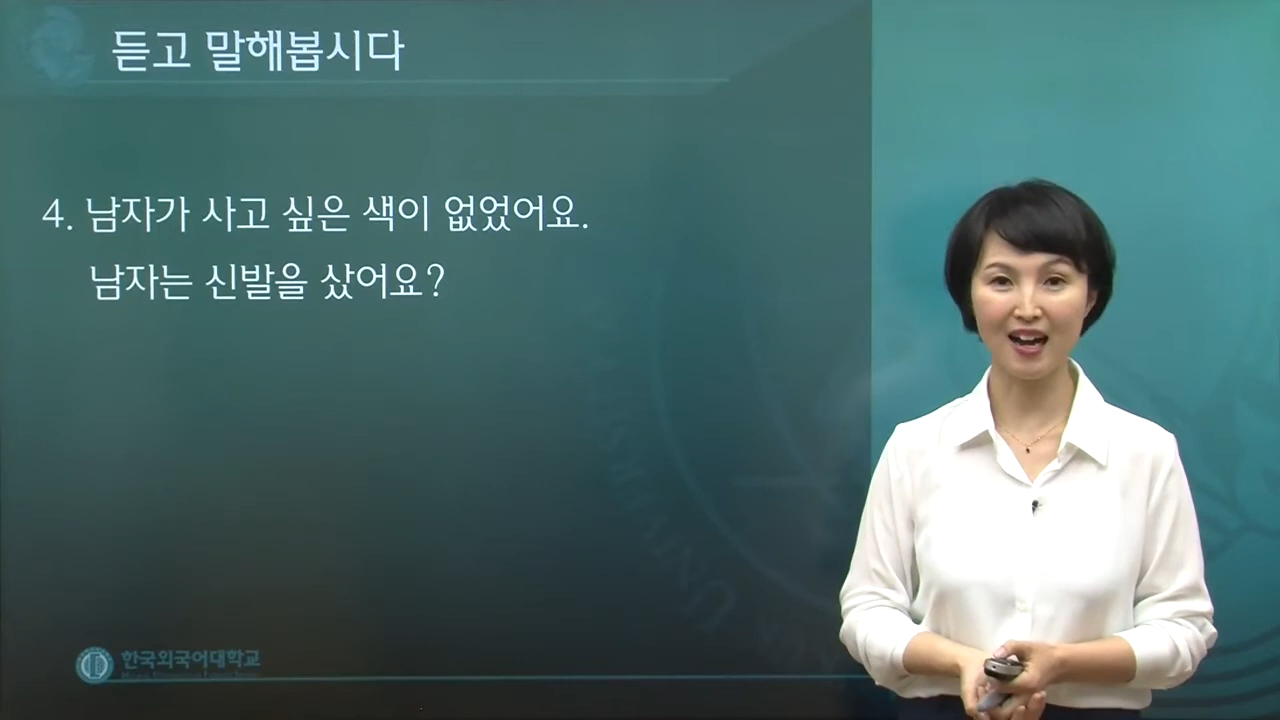 듣고 말해봅시다
4. 남자가 사고 싶은 색이 없었어요.
남자는 신발을 샀어요?
한국외국어대학교